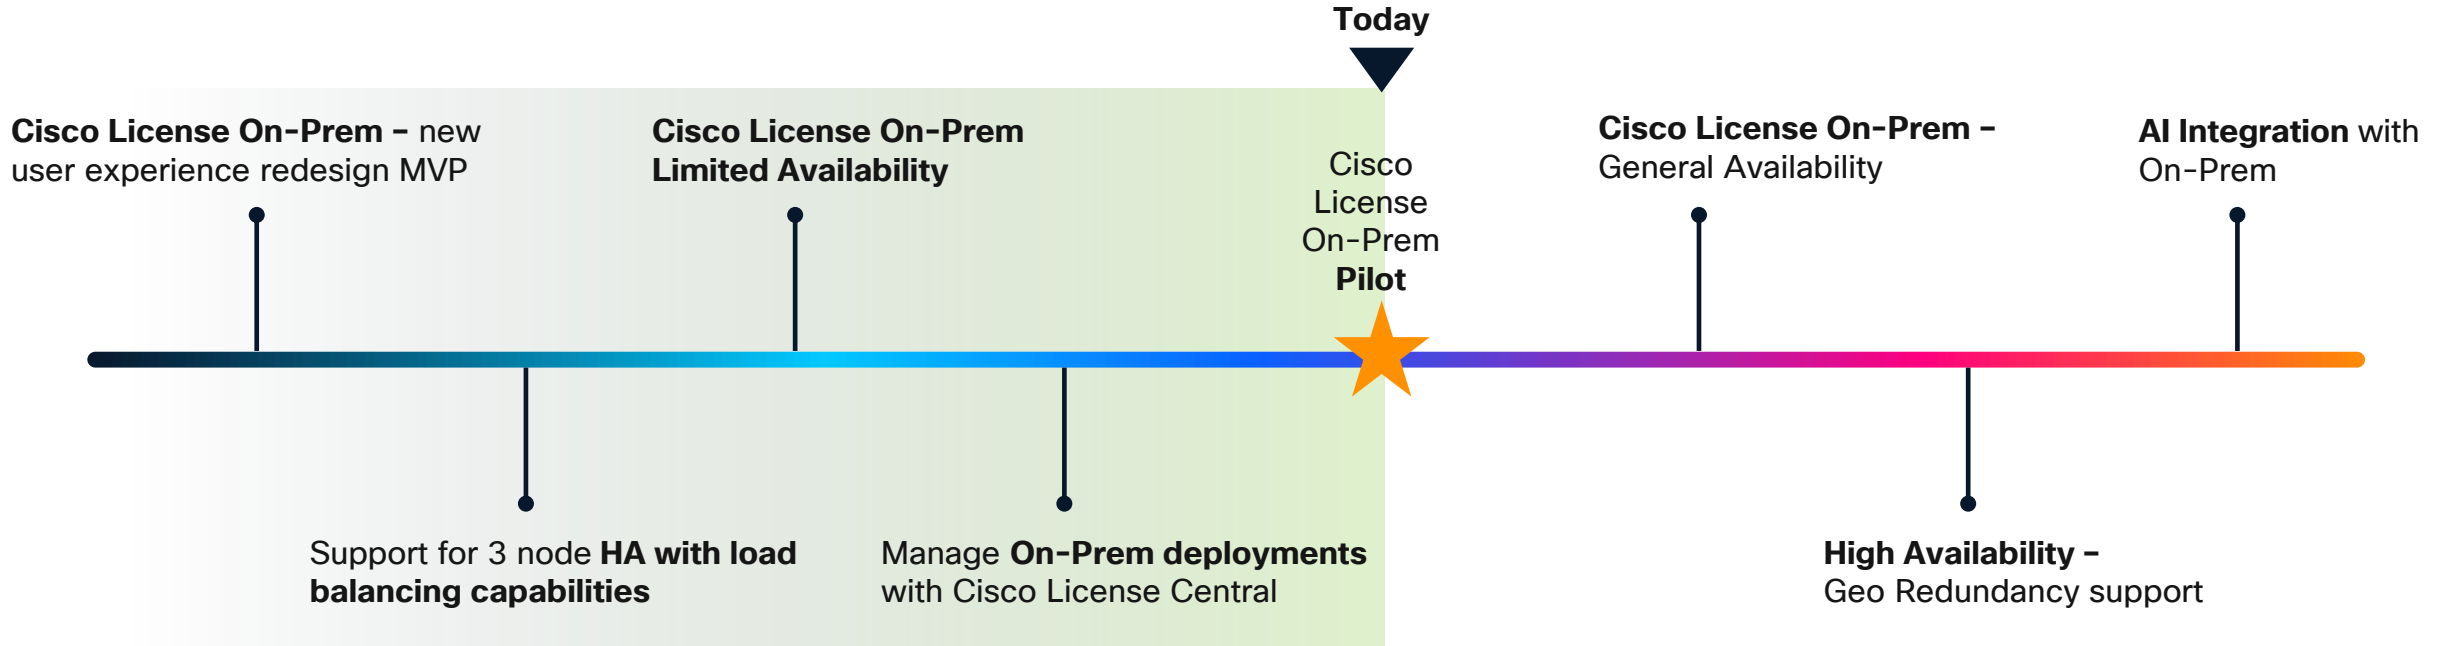 Today
Cisco License On-Prem – new
user experience redesign MVP
Cisco License On-Prem
Limited Availability
Cisco
License
On-Prem
Pilot
Cisco License On-Prem –
General Availability
AI Integration with
On-Prem
Support for 3 node HA with load
balancing capabilities
Manage On-Prem deployments
with Cisco License Central
High Availability –
Geo Redundancy support